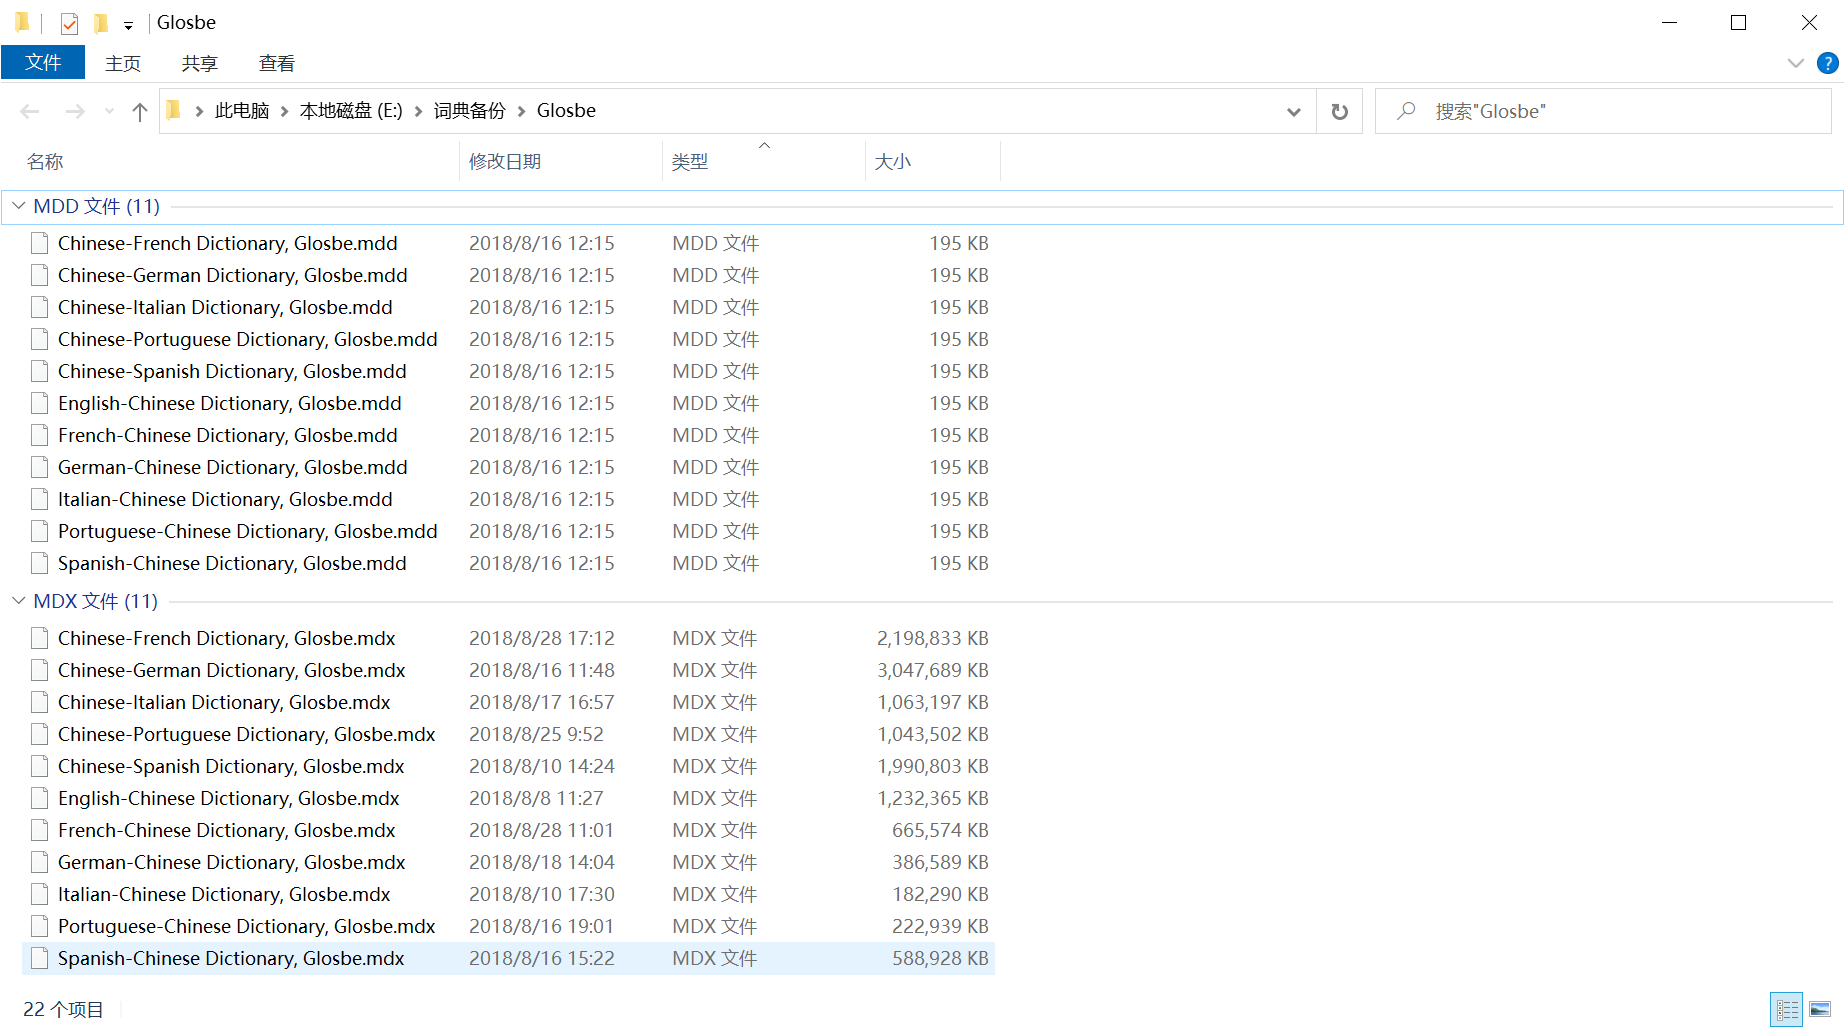 Glosbe
文件 主页 共享 查看
此电脑 本地磁盘 (E:) 词典备份 Glosbe 搜索"Glosbe"
名称 修改日期 类型 大小
MDD 文件 (11)
Chinese-French Dictionary, Glosbe.mdd 2018/8/16 12:15 MDD 文件 195 KB
Chinese-German Dictionary, Glosbe.mdd 2018/8/16 12:15 MDD 文件 195 KB
Chinese-Italian Dictionary, Glosbe.mdd 2018/8/16 12:15 MDD 文件 195 KB
Chinese-Portuguese Dictionary, Glosbe.mdd 2018/8/16 12:15 MDD 文件 195 KB
Chinese-Spanish Dictionary, Glosbe.mdd 2018/8/16 12:15 MDD 文件 195 KB
English-Chinese Dictionary, Glosbe.mdd 2018/8/16 12:15 MDD 文件 195 KB
French-Chinese Dictionary, Glosbe.mdd 2018/8/16 12:15 MDD 文件 195 KB
German-Chinese Dictionary, Glosbe.mdd 2018/8/16 12:15 MDD 文件 195 KB
Italian-Chinese Dictionary, Glosbe.mdd 2018/8/16 12:15 MDD 文件 195 KB
Portuguese-Chinese Dictionary, Glosbe.mdd 2018/8/16 12:15 MDD 文件 195 KB
Spanish-Chinese Dictionary, Glosbe.mdd 2018/8/16 12:15 MDD 文件 195 KB
MDX 文件 (11)
Chinese-French Dictionary, Glosbe.mdx 2018/8/28 17:12 MDX 文件 2,198,833 KB
Chinese-German Dictionary, Glosbe.mdx 2018/8/16 11:48 MDX 文件 3,047,689 KB
Chinese-Italian Dictionary, Glosbe.mdx 2018/8/17 16:57 MDX 文件 1,063,197 KB
Chinese-Portuguese Dictionary, Glosbe.mdx 2018/8/25 9:52 MDX 文件 1,043,502 KB
Chinese-Spanish Dictionary, Glosbe.mdx 2018/8/10 14:24 MDX 文件 1,990,803 KB
English-Chinese Dictionary, Glosbe.mdx 2018/8/8 11:27 MDX 文件 1,232,365 KB
French-Chinese Dictionary, Glosbe.mdx 2018/8/28 11:01 MDX 文件 665,574 KB
German-Chinese Dictionary, Glosbe.mdx 2018/8/18 14:04 MDX 文件 386,589 KB
Italian-Chinese Dictionary, Glosbe.mdx 2018/8/10 17:30 MDX 文件 182,290 KB
Portuguese-Chinese Dictionary, Glosbe.mdx 2018/8/16 19:01 MDX 文件 222,939 KB
Spanish-Chinese Dictionary, Glosbe.mdx 2018/8/16 15:22 MDX 文件 588,928 KB
22 个项目